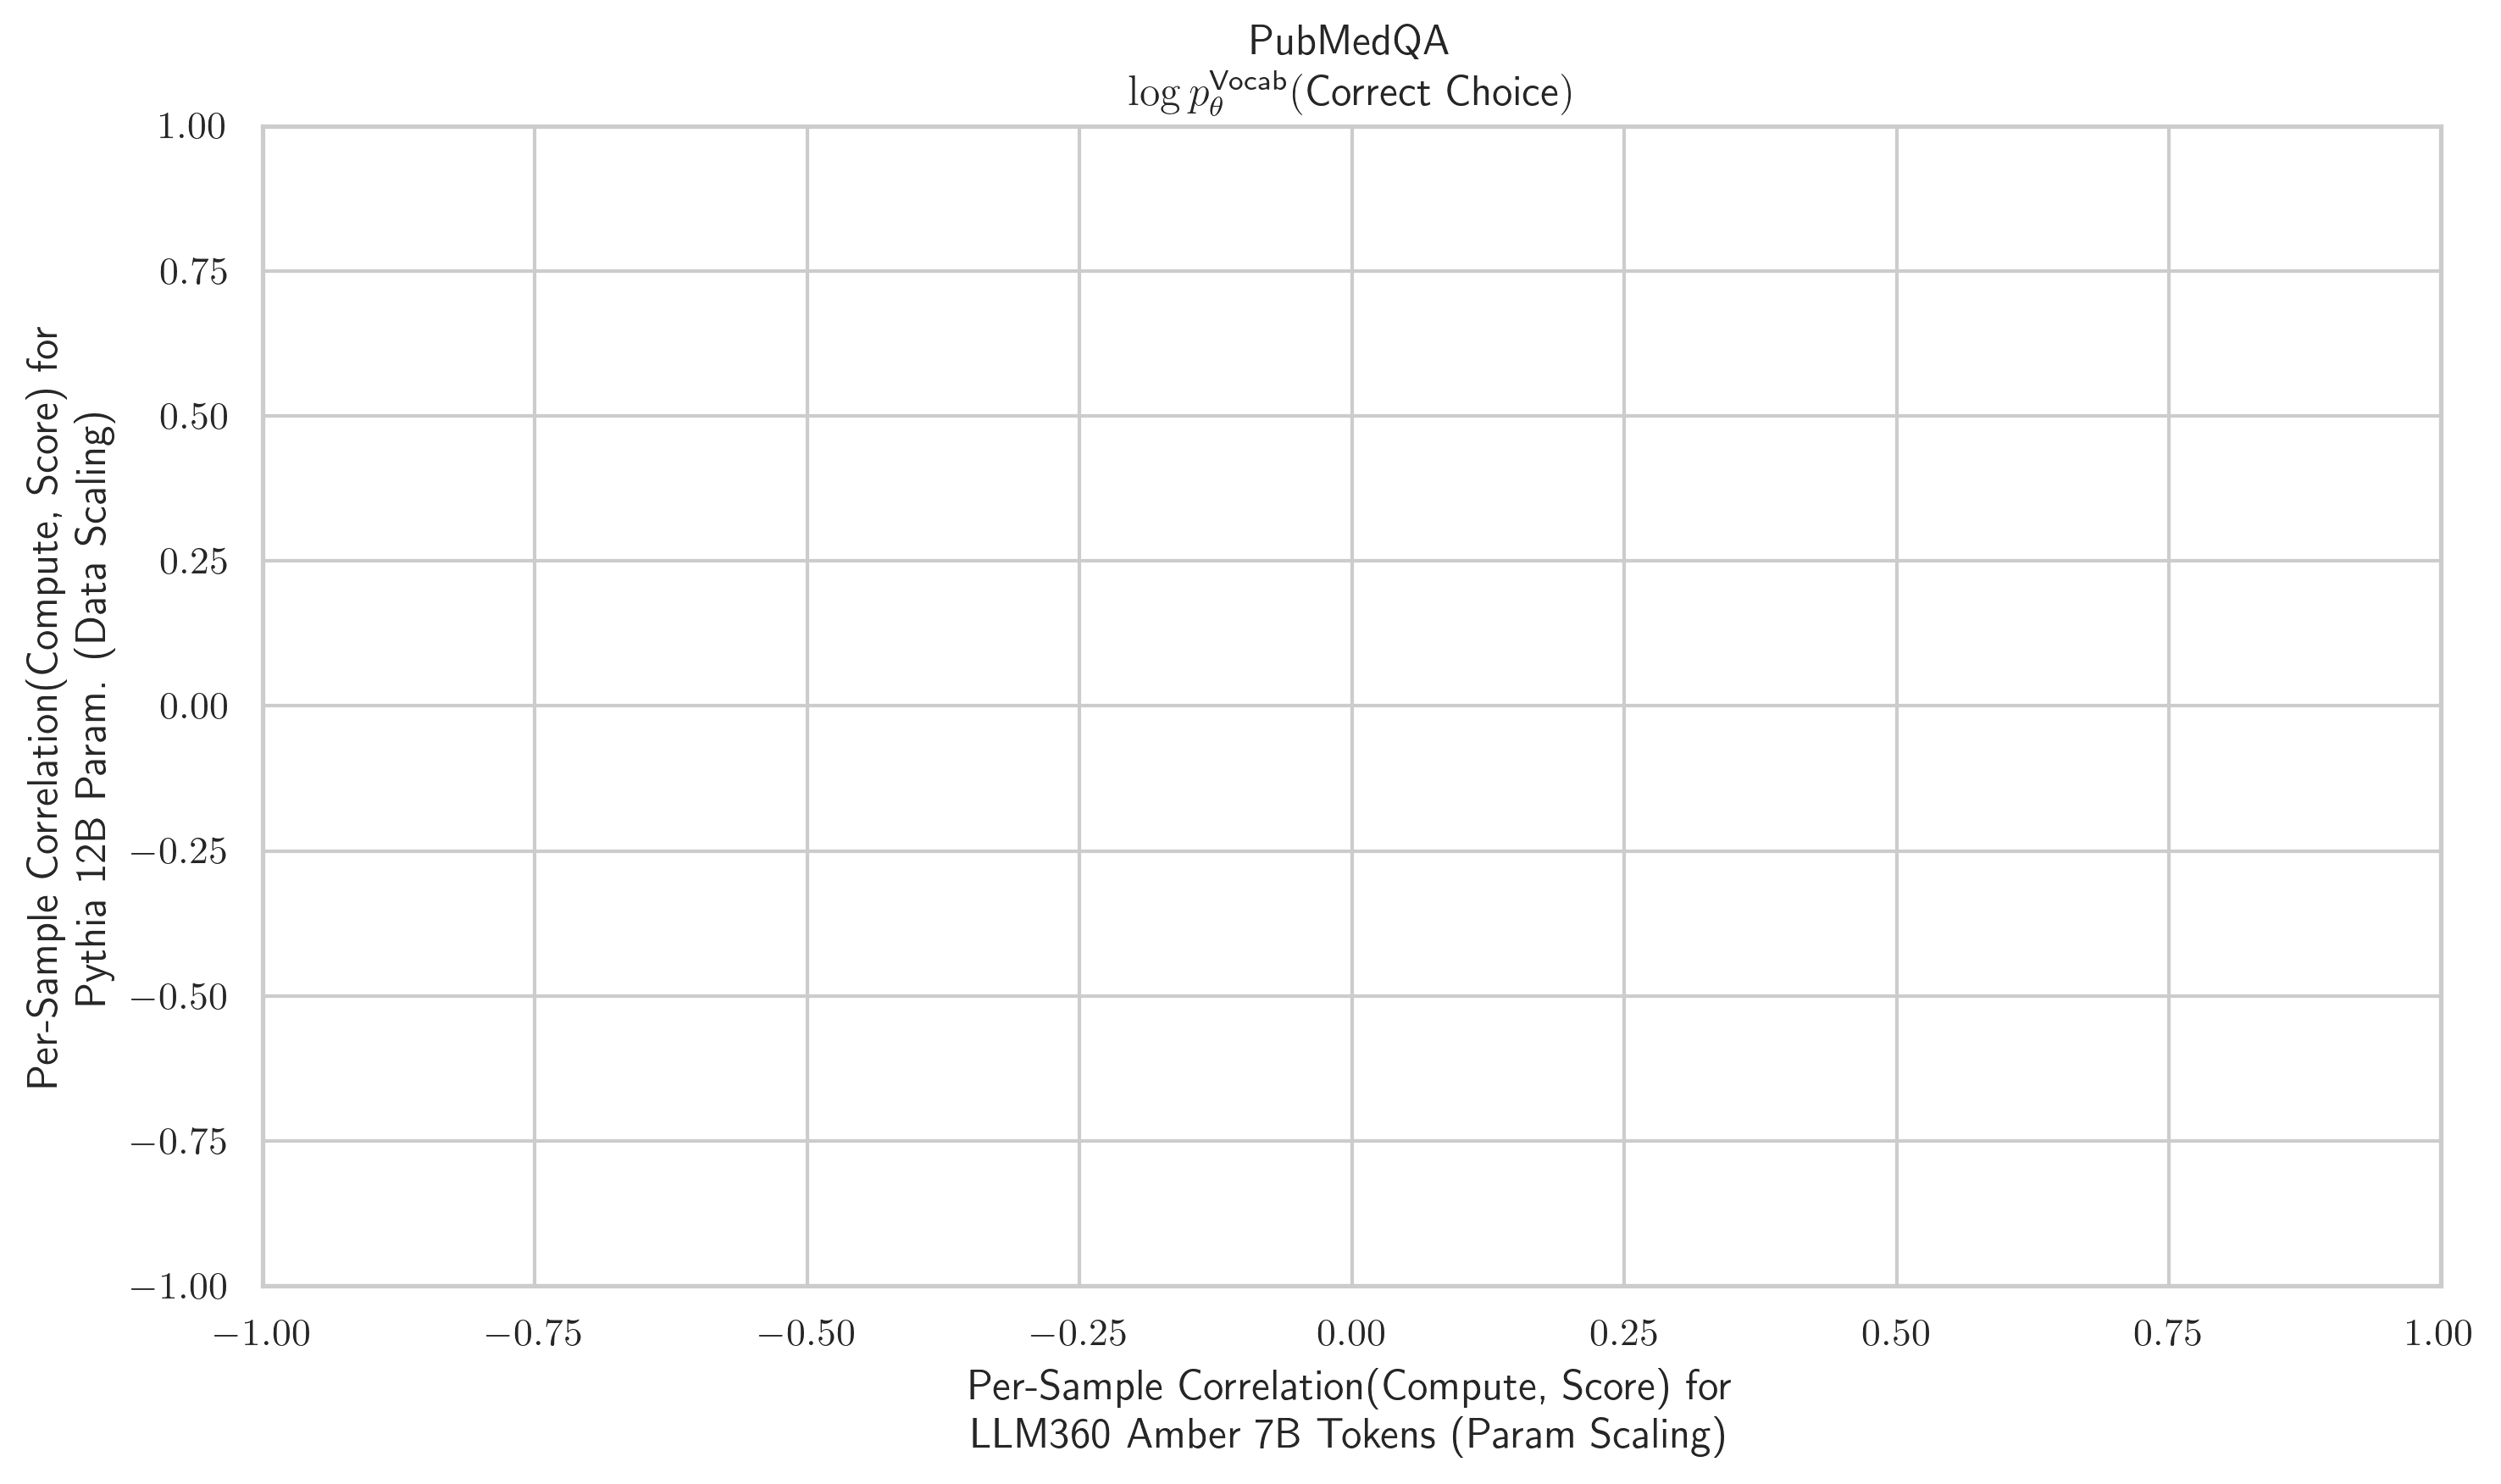 PubMedQA
log p_θ^Vocab(Correct Choice)
1.00
0.75
0.50
0.25
0.00
−0.25
−0.50
−0.75
−1.00
Per-Sample Correlation(Compute, Score) for
Pythia 12B Param. (Data Scaling)
−1.00 −0.75 −0.50 −0.25 0.00 0.25 0.50 0.75 1.00
Per-Sample Correlation(Compute, Score) for
LLM360 Amber 7B Tokens (Param Scaling)